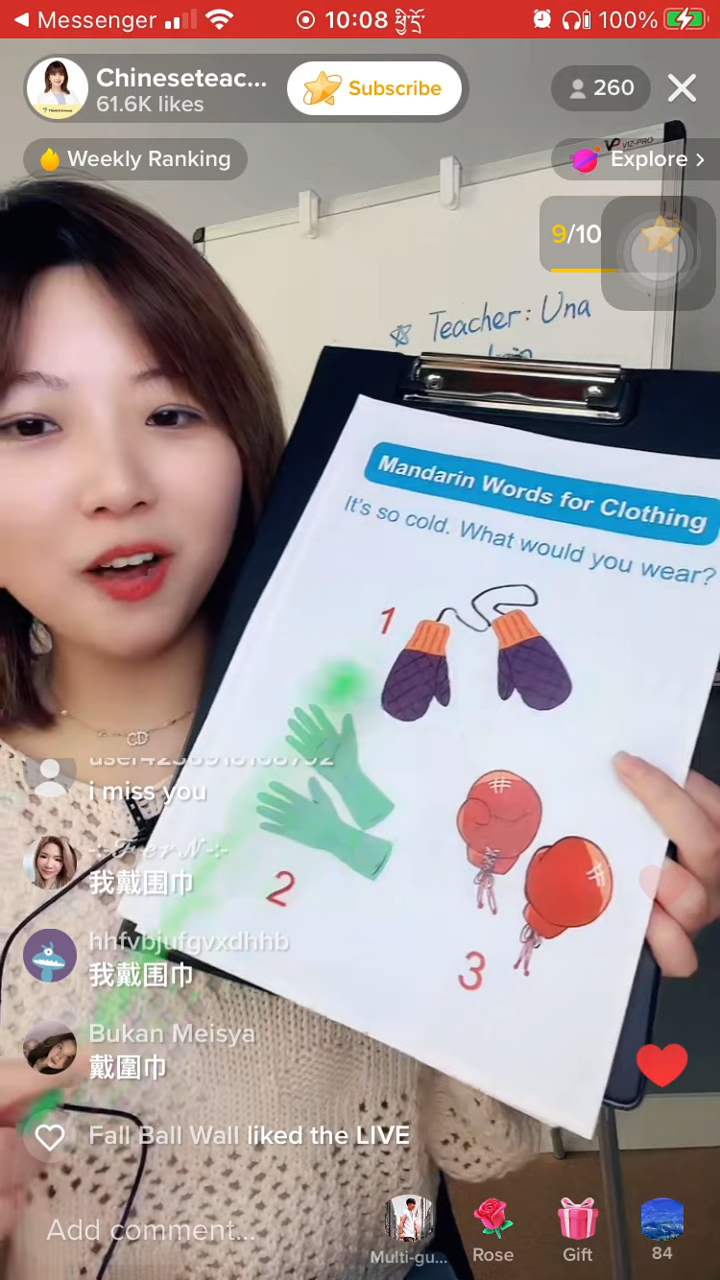 Messenger
10:08
100%
Chineseteac...
61.6K likes
Subscribe
260
Weekly Ranking
Explore
VIZ-PRO
9/10
Teacher: Una
Mandarin Words for Clothing
It's so cold. What would you wear?
1
2
3
CD
i miss you
我戴围巾
hhfvbjufgvxdhhb
我戴围巾
Bukan Meisya
戴圍巾
Fall Ball Wall liked the LIVE
Add comment...
Multi-gu...
Rose
Gift
84